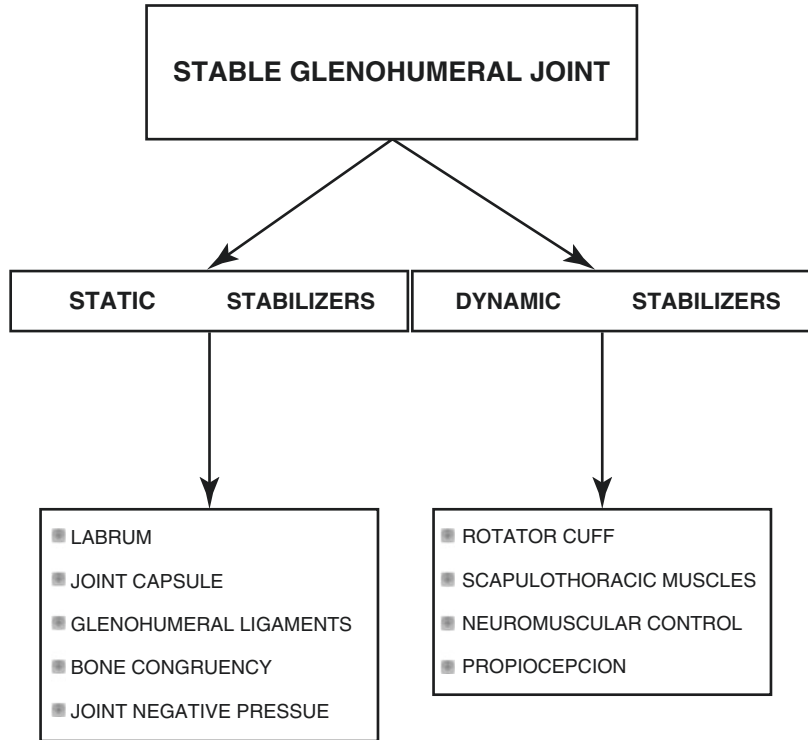 STABLE GLENOHUMERAL JOINT
STATIC STABILIZERS
DYNAMIC STABILIZERS
LABRUM
JOINT CAPSULE
GLENOHUMERAL LIGAMENTS
BONE CONGRUENCY
JOINT NEGATIVE PRESSUE
ROTATOR CUFF
SCAPULOTHORACIC MUSCLES
NEUROMUSCULAR CONTROL
PROPIOCEPCION